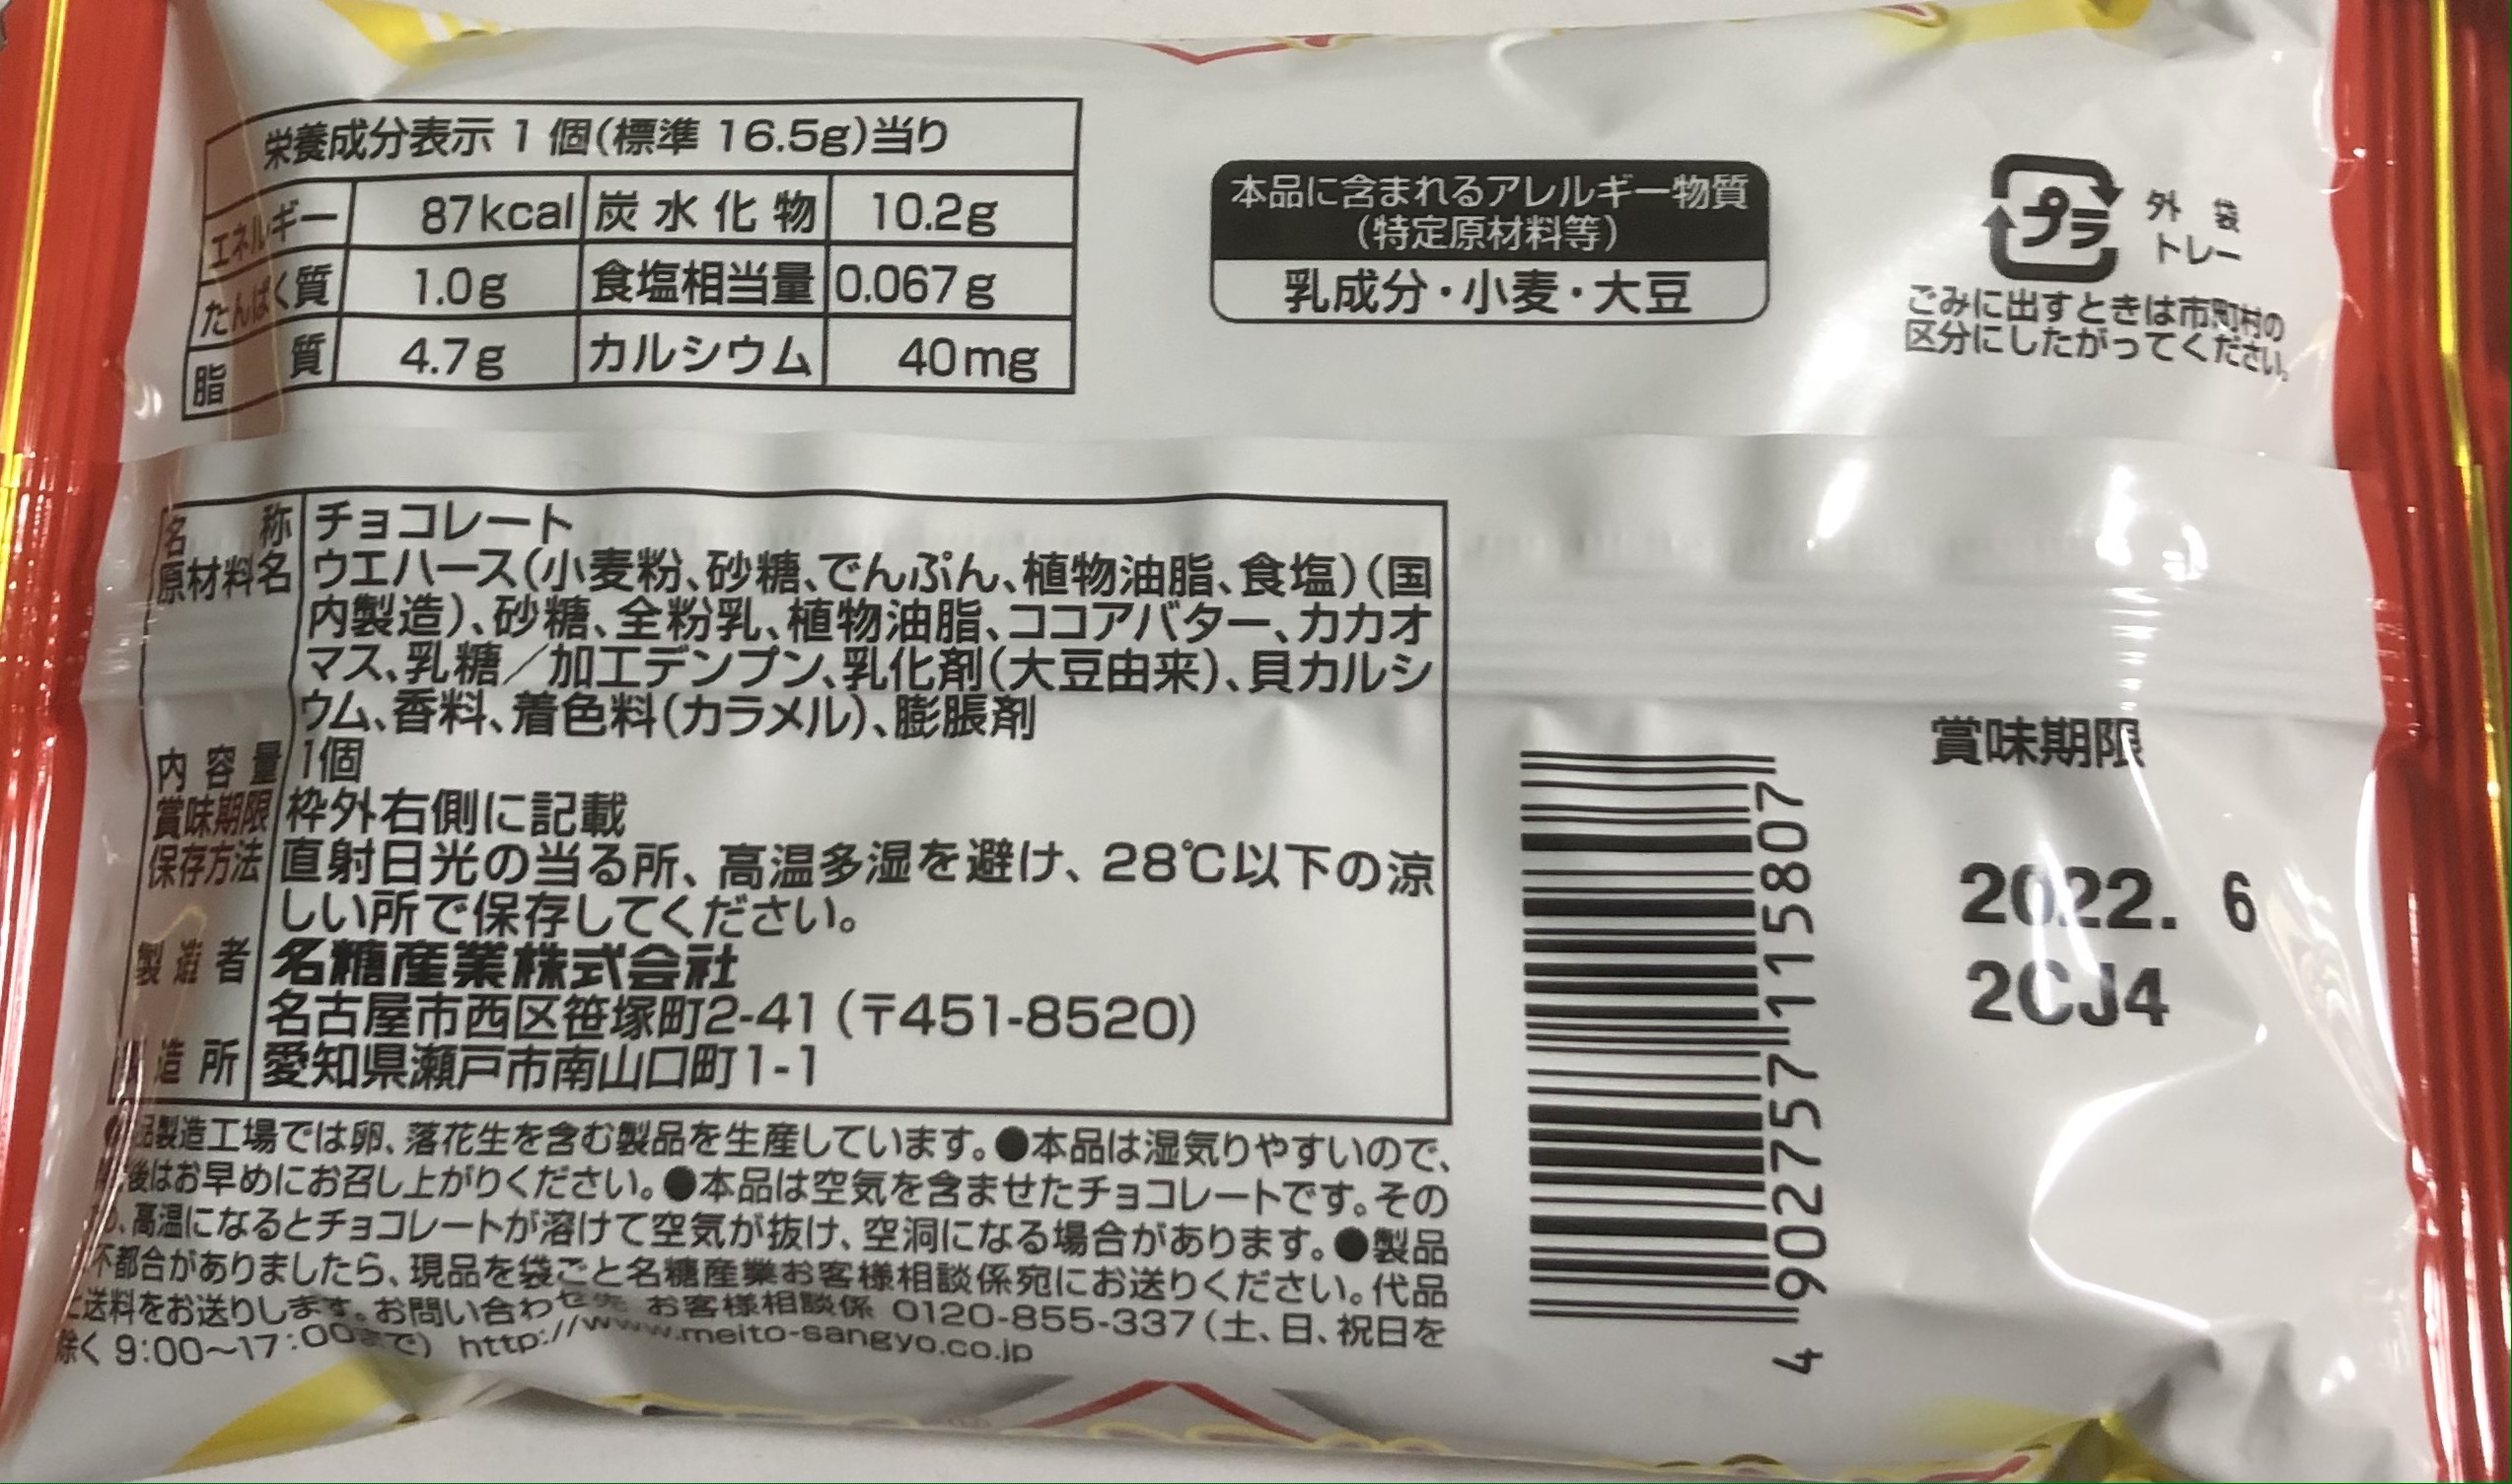 栄養成分表示 1 個(標準 16.5g)当り
エネルギー 87kcal 炭水化物 10.2g
たんぱく質 1.0g 食塩相当量 0.067g
脂質 4.7g カルシウム 40mg
本品に含まれるアレルギー物質
(特定原材料等)
乳成分・小麦・大豆
プラ
外袋
トレー
ごみに出すときは市町村の
区分にしたがってください。
名称 チョコレート
原材料名 ウエハース(小麦粉、砂糖、でんぷん、植物油脂、食塩)(国
内製造)、砂糖、全粉乳、植物油脂、ココアバター、カカオ
マス、乳糖/加工デンプン、乳化剤(大豆由来)、貝カルシ
ウム、香料、着色料(カラメル)、膨脹剤
内容量 1個
賞味期限 枠外右側に記載
保存方法 直射日光の当る所、高温多湿を避け、28℃以下の涼
しい所で保存してください。
製造者 名糖産業株式会社
名古屋市西区笹塚町2-41(〒451-8520)
製造所 愛知県瀬戸市南山口町1-1
品製造工場では卵、落花生を含む製品を生産しています。●本品は湿気りやすいので、
後はお早めにお召し上がりください。●本品は空気を含ませたチョコレートです。その
、高温になるとチョコレートが溶けて空気が抜け、空洞になる場合があります。●製品
不都合がありましたら、現品を袋ごと名糖産業お客様相談係宛にお送りください。代品
と送料をお送りします。お問い合わせ先 お客様相談係 0120-855-337(土、日、祝日を
除く 9:00〜17:00まで) http://www.meito-sangyo.co.jp
4 902757 115807
賞味期限
2022. 6
2CJ4